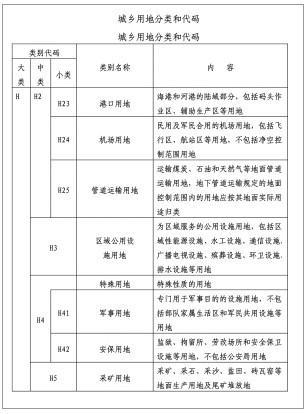 城乡用地分类和代码
城乡用地分类和代码
类别代码
类别名称
内 容
大类
中类
小类
H
H2
H23
港口用地
海港和河港的陆域部分，包括码头作
业区、辅助生产区等用地
H24
机场用地
民用及军民合用的机场用地，包括飞
行区、航站区等用地，不包括净空控
制范围用地
H25
管道运输用地
运输煤炭、石油和天然气等地面管道
运输用地，地下管道运输规定的地面
控制范围内的用地应按其地面实际用
途归类
H3
区域公用设
施用地
为区域服务的公用设施用地，包括区
域性能源设施、水工设施、通信设施、
广播电视设施、殡葬设施、环卫设施、
排水设施等用地
H4
特殊用地
特殊性质的用地
H41
军事用地
专门用于军事目的的设施用地，不包
括部队家属生活区和军民共用设施等
用地
H42
安保用地
监狱、拘留所、劳改场所和安全保卫
设施等用地，不包括公安局用地
H5
采矿用地
采矿、采石、采沙、盐田、砖瓦窑等
地面生产用地及尾矿堆放地